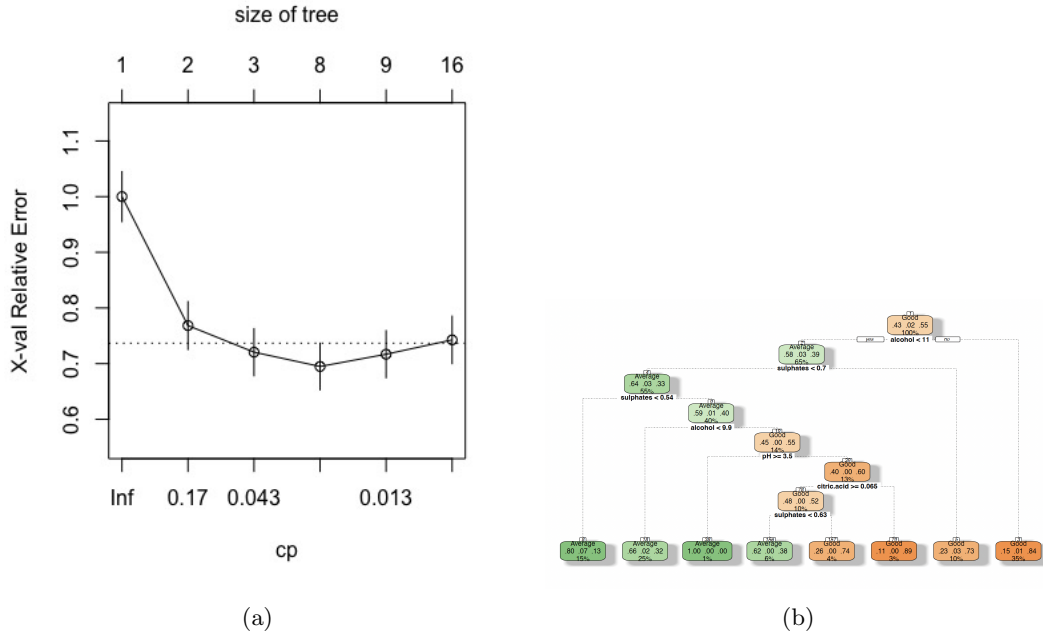 size of tree
1 2 3 8 9 16
X-val Relative Error
1.1
1.0
0.9
0.8
0.7
0.6
Inf 0.17 0.043 0.013
cp
(a)
Good
.43 .02 .55
100%
yes alcohol < 11 no
Average
.58 .03 .39
65%
sulphates < 0.7
Average
.64 .03 .33
55%
sulphates < 0.54
Average
.59 .01 .40
40%
alcohol < 9.9
Good
.45 .00 .55
14%
pH >= 3.5
Good
.40 .00 .60
13%
citric.acid >= 0.065
Good
.48 .00 .52
10%
sulphates < 0.63
Average Average Average Average Good Good Good Good
.80 .07 .13 .66 .02 .32 1.00 .00 .00 .62 .00 .38 .26 .00 .74 .11 .00 .89 .23 .03 .73 .15 .01 .84
15% 25% 1% 6% 4% 3% 10% 35%
(b)